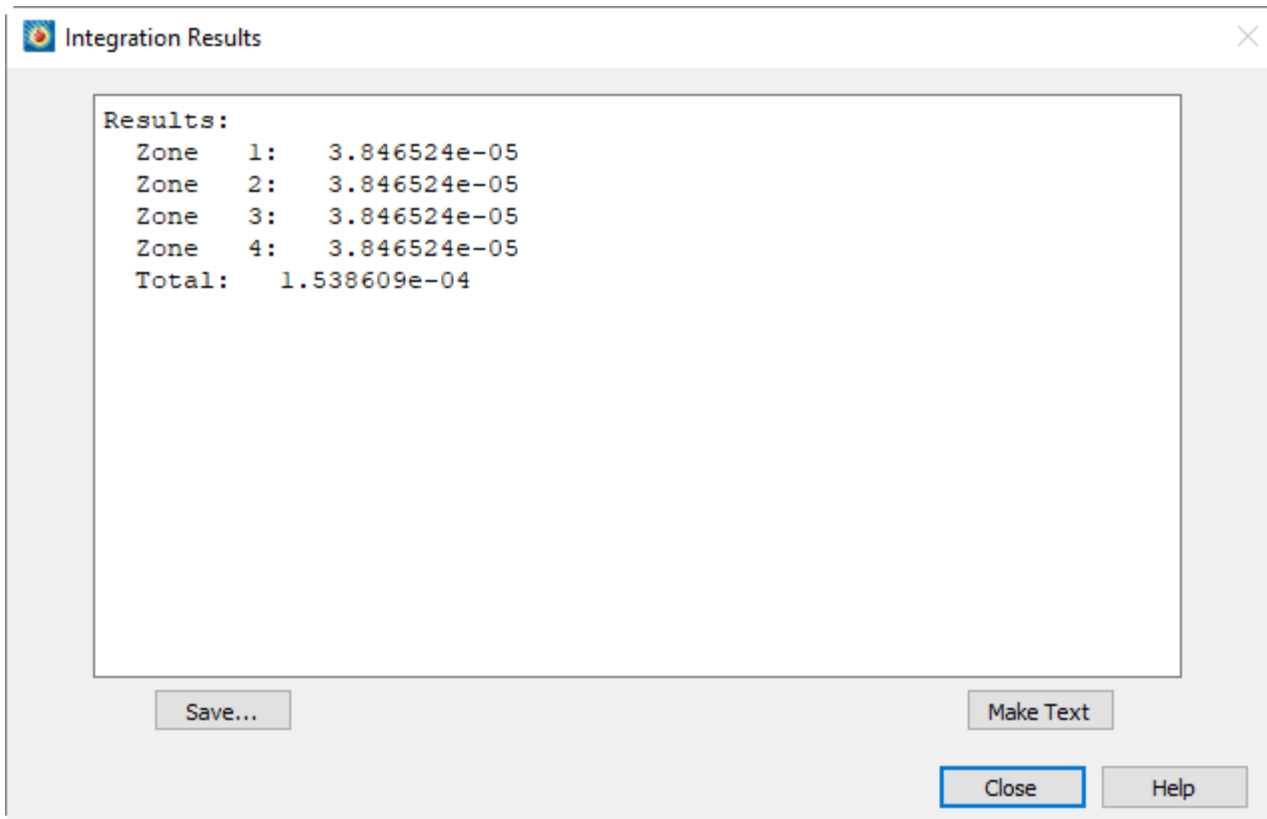 Integration Results
Results:
Zone 1: 3.846524e-05
Zone 2: 3.846524e-05
Zone 3: 3.846524e-05
Zone 4: 3.846524e-05
Total: 1.538609e-04
Save...
Make Text
Close
Help